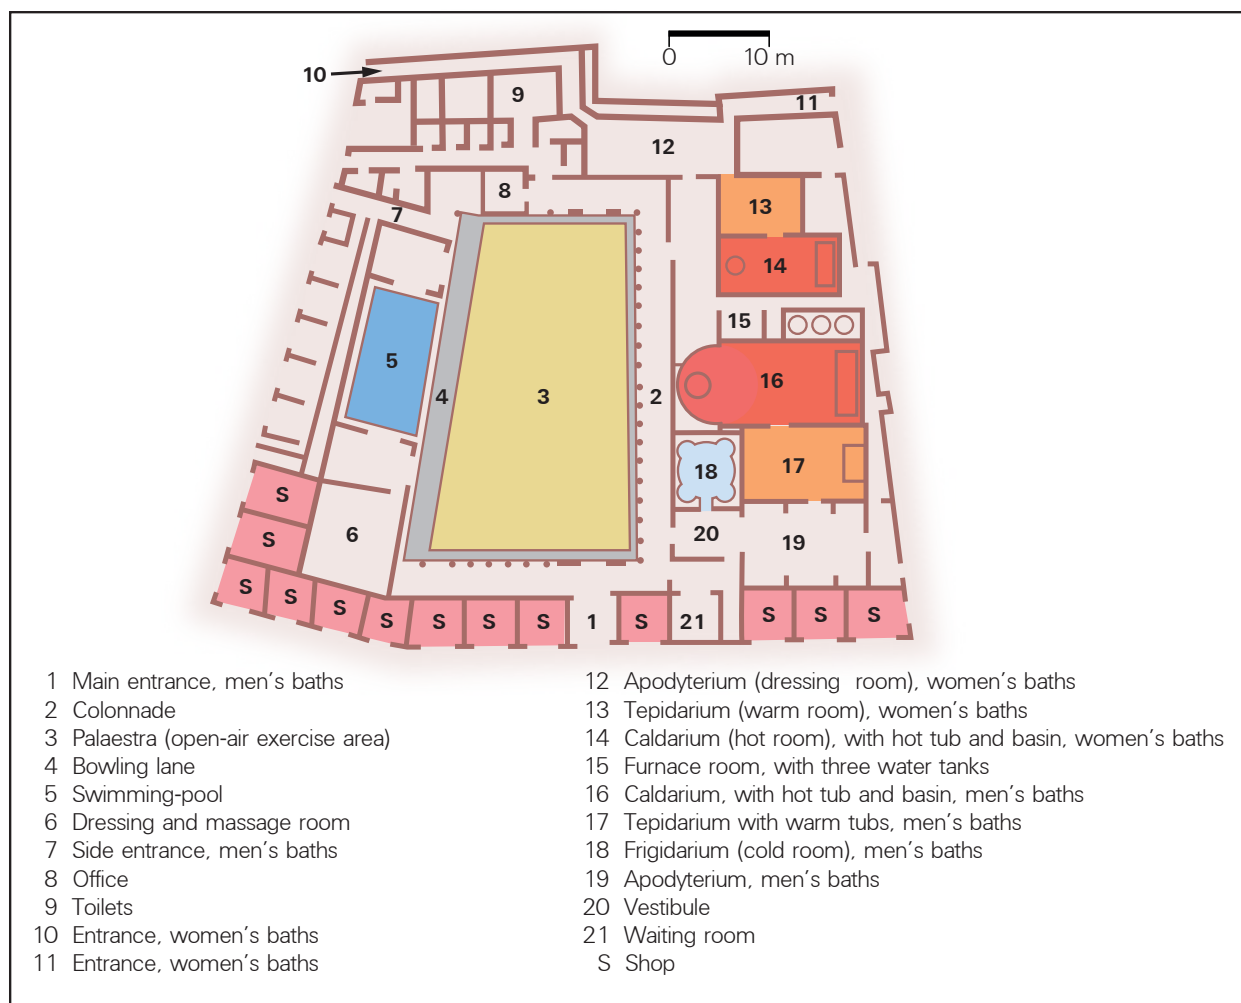 0 10 m
10
9
11
12
8
13
7
14
15
5
4
3
2
16
17
18
S
S
6
20
19
S
S
S
S
S
S
S
1
S
21
S
S
S
1 Main entrance, men's baths
2 Colonnade
3 Palaestra (open-air exercise area)
4 Bowling lane
5 Swimming-pool
6 Dressing and massage room
7 Side entrance, men's baths
8 Office
9 Toilets
10 Entrance, women's baths
11 Entrance, women's baths
12 Apodyterium (dressing room), women's baths
13 Tepidarium (warm room), women's baths
14 Caldarium (hot room), with hot tub and basin, women's baths
15 Furnace room, with three water tanks
16 Caldarium, with hot tub and basin, men's baths
17 Tepidarium with warm tubs, men's baths
18 Frigidarium (cold room), men's baths
19 Apodyterium, men's baths
20 Vestibule
21 Waiting room
S Shop